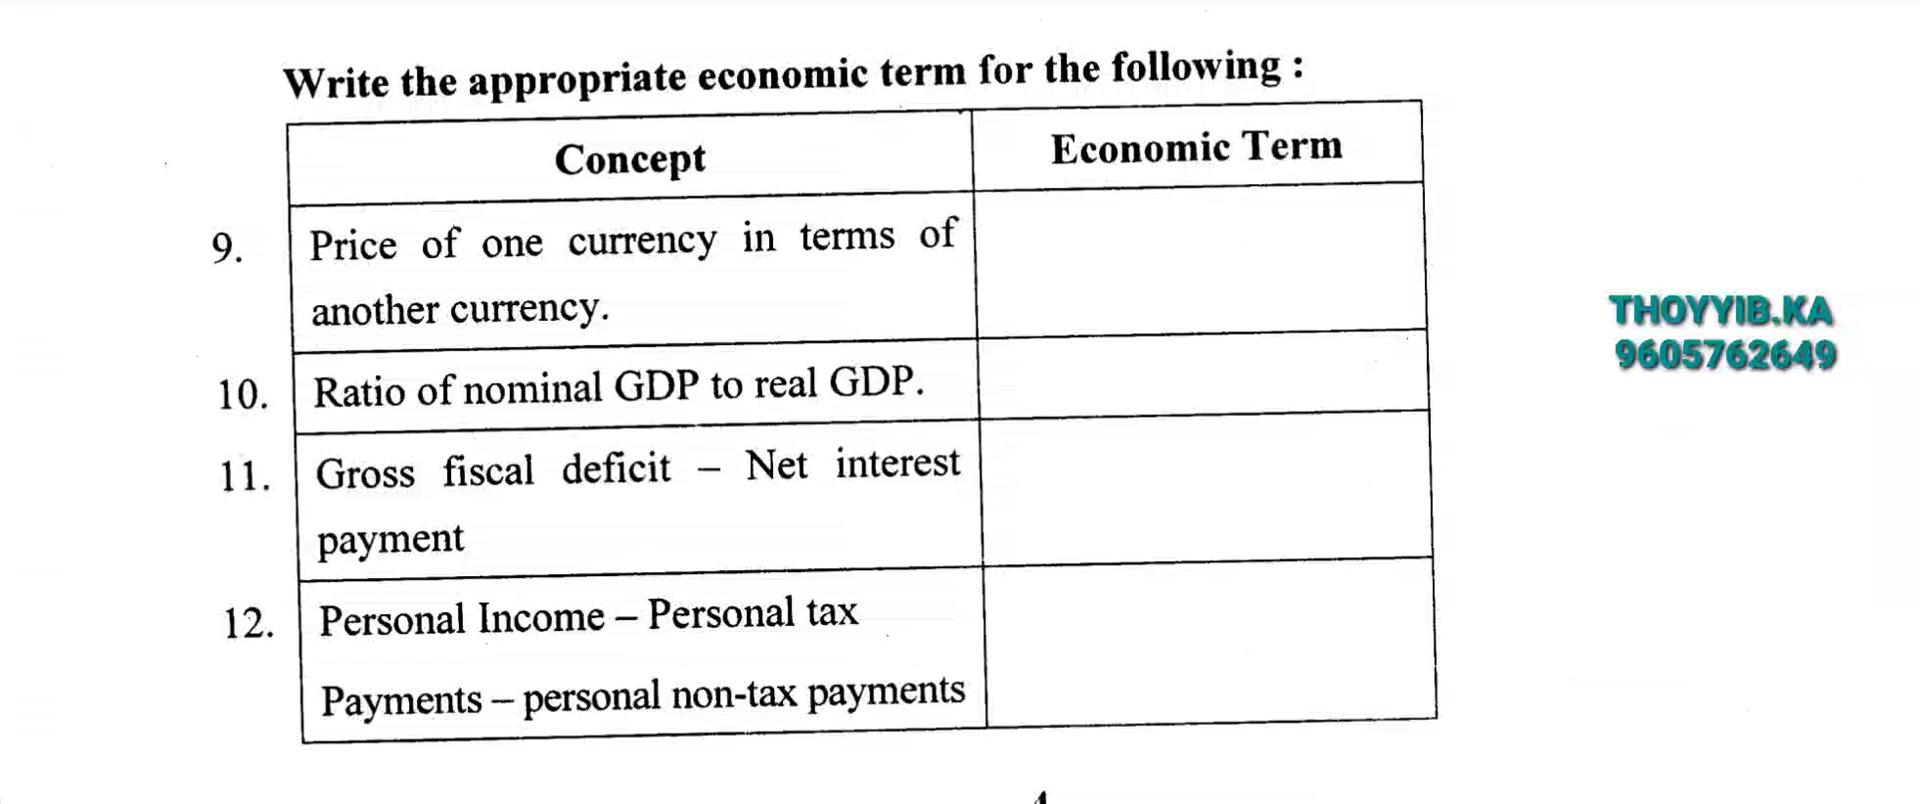 Write the appropriate economic term for the following :
Concept
Economic Term
9.
Price of one currency in terms of
another currency.
10.
Ratio of nominal GDP to real GDP.
11.
Gross fiscal deficit – Net interest
payment
12.
Personal Income – Personal tax
Payments – personal non-tax payments
THOYYIB.KA
9605762649